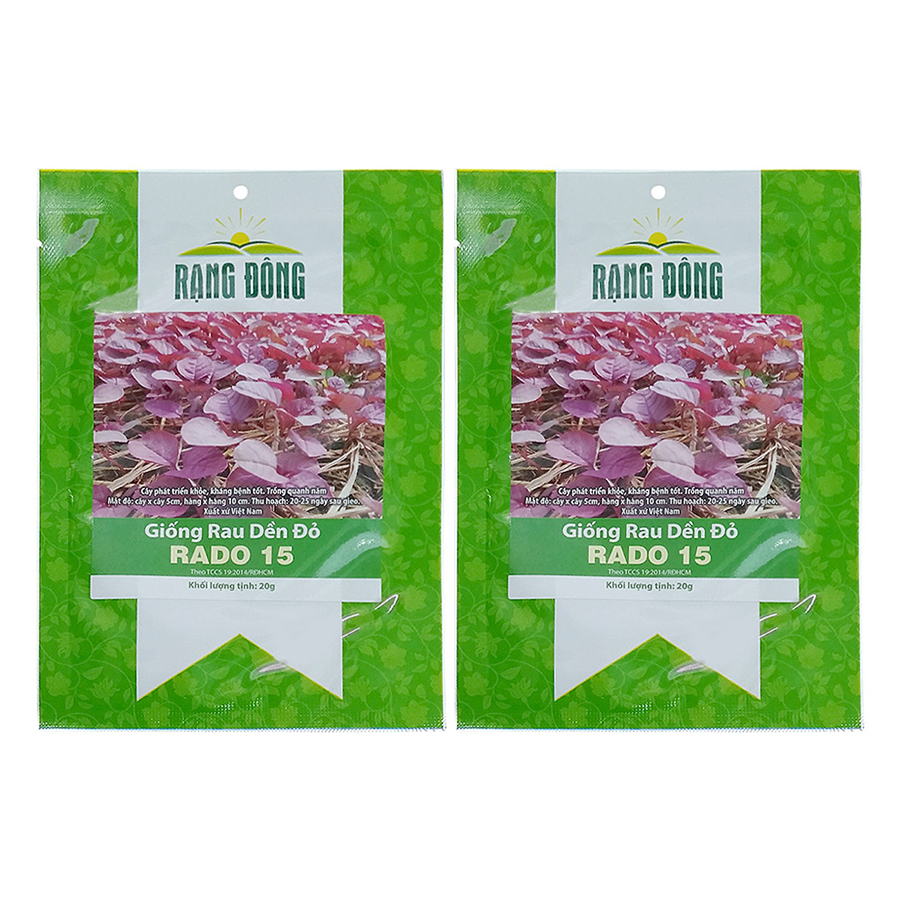 RẠNG ĐÔNG
Cây phát triển khỏe, kháng bệnh tốt. Trồng quanh năm
Mật độ: cây x cây 5cm, hàng x hàng 10 cm. Thu hoạch: 20-25 ngày sau gieo.
Xuất xứ Việt Nam
Giống Rau Dền Đỏ
RADO 15
Theo TCCS 19:2014/RĐHCM
Khối lượng tịnh: 20g
RẠNG ĐÔNG
Cây phát triển khỏe, kháng bệnh tốt. Trồng quanh năm
Mật độ: cây x cây 5cm, hàng x hàng 10 cm. Thu hoạch: 20-25 ngày sau gieo.
Xuất xứ Việt Nam
Giống Rau Dền Đỏ
RADO 15
Theo TCCS 19:2014/RĐHCM
Khối lượng tịnh: 20g